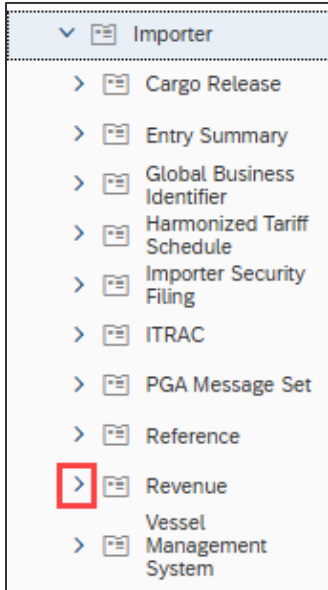 Importer
Cargo Release
Entry Summary
Global Business
Identifier
Harmonized Tariff
Schedule
Importer Security
Filing
ITRAC
PGA Message Set
Reference
Revenue
Vessel
Management
System